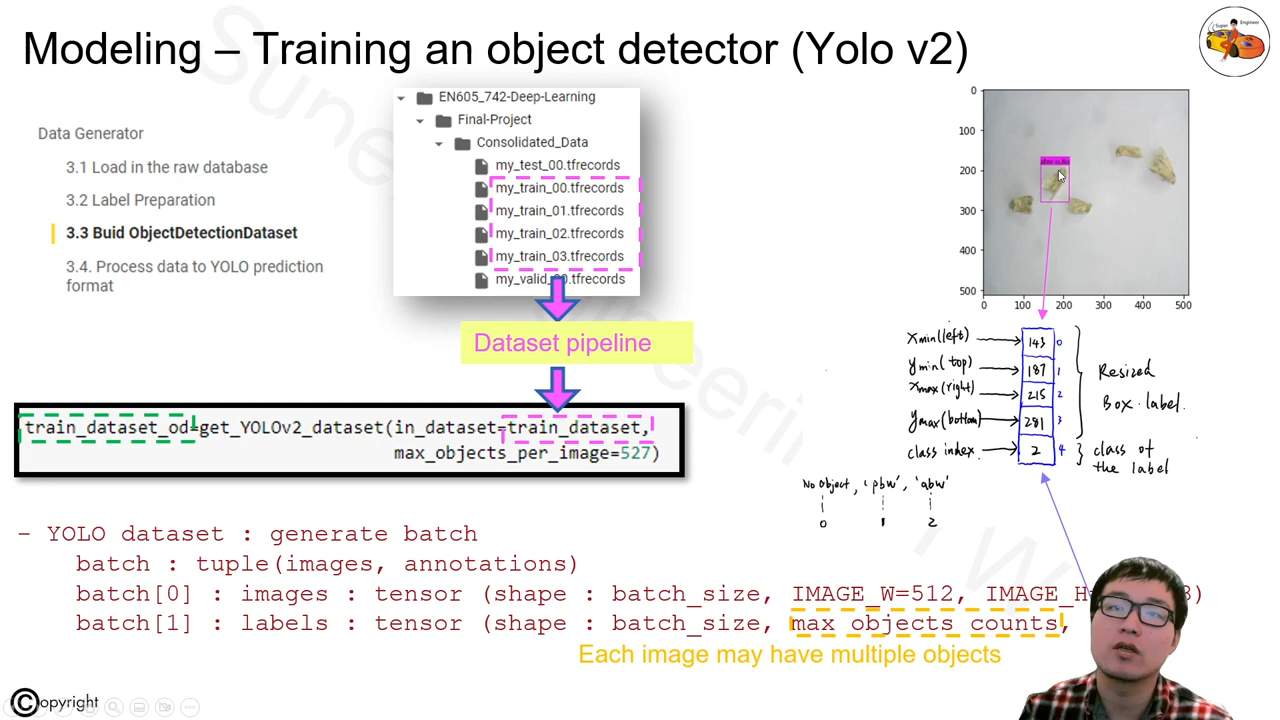 Modeling – Training an object detector (Yolo v2)
Super Engineer
Data Generator
3.1 Load in the raw database
3.2 Label Preparation
3.3 Buid ObjectDetectionDataset
3.4. Process data to YOLO prediction
format
EN605_742-Deep-Learning
Final-Project
Consolidated_Data
my_test_00.tfrecords
my_train_00.tfrecords
my_train_01.tfrecords
my_train_02.tfrecords
my_train_03.tfrecords
my_valid_00.tfrecords
Dataset pipeline
train_dataset_od=get_YOLOv2_dataset(in_dataset=train_dataset,
max_objects_per_image=527)
0
100
200
300
400
500
0 100 200 300 400 500
xmin(left) 143 0
ymin(top) 187 1
xmax(right) 215 2
ymax(bottom) 281 3
class index 2 4
Resized
Box label.
class of
the label
No object, 'pbw', 'abw'
0 1 2
- YOLO dataset : generate batch
batch : tuple(images, annotations)
batch[0] : images : tensor (shape : batch_size, IMAGE_W=512, IMAGE_H
batch[1] : labels : tensor (shape : batch_size, max objects counts,
Each image may have multiple objects
Copyright